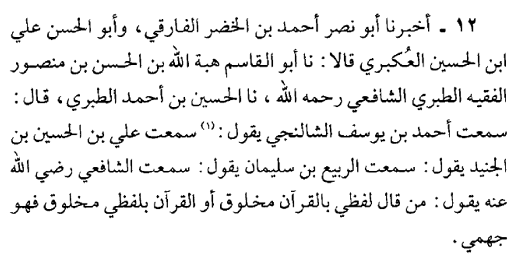 ١٢ ـ أخبرنا أبو نصر أحمد بن الخضر الفارقي، وأبو الحسن علي
ابن الحسين العُكبري قالا: نا أبو القاسم هبة الله بن الحسن بن منصور
الفقيه الطبري الشافعي رحمه الله، نا الحسين بن أحمد الطبري، قال:
سمعت أحمد بن يوسف الشالنجي يقول:(١) سمعت علي بن الحسين بن
الجنيد يقول: سمعت الربيع بن سليمان يقول: سمعت الشافعي رضي الله
عنه يقول: من قال لفظي بالقرآن مخلوق أو القرآن بلفظي مخلوق فهو
جهمي.